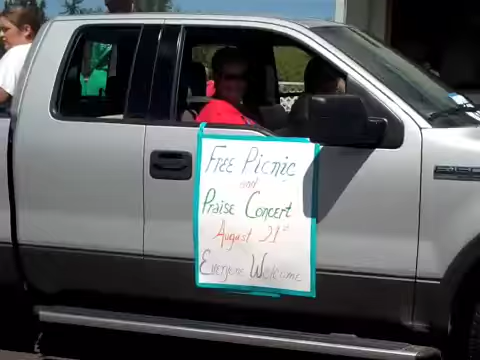 Free Picnic
and
Praise Concert
August 21st
Everyone Welcome